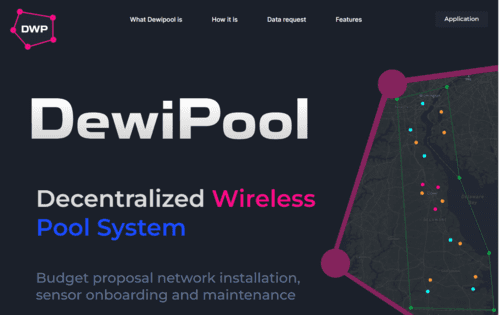 DWP
What Dewipool is
How it is
Data request
Features
Application
DewiPool
Decentralized Wireless
Pool System
Budget proposal network installation,
sensor onboarding and maintenance